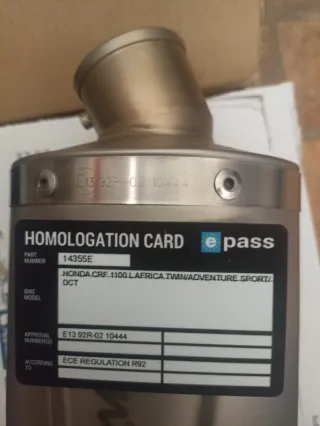 E13 92R-02 10444
HOMOLOGATION CARD e pass
PART NUMBER 14355E
BIKE MODEL HONDA CRF 1100 L AFRICA TWIN/ADVENTURE SPORT/
DCT
APPROVAL NUMBER(S) E13 92R-02 10444
ACCORDING TO ECE REGULATION R92